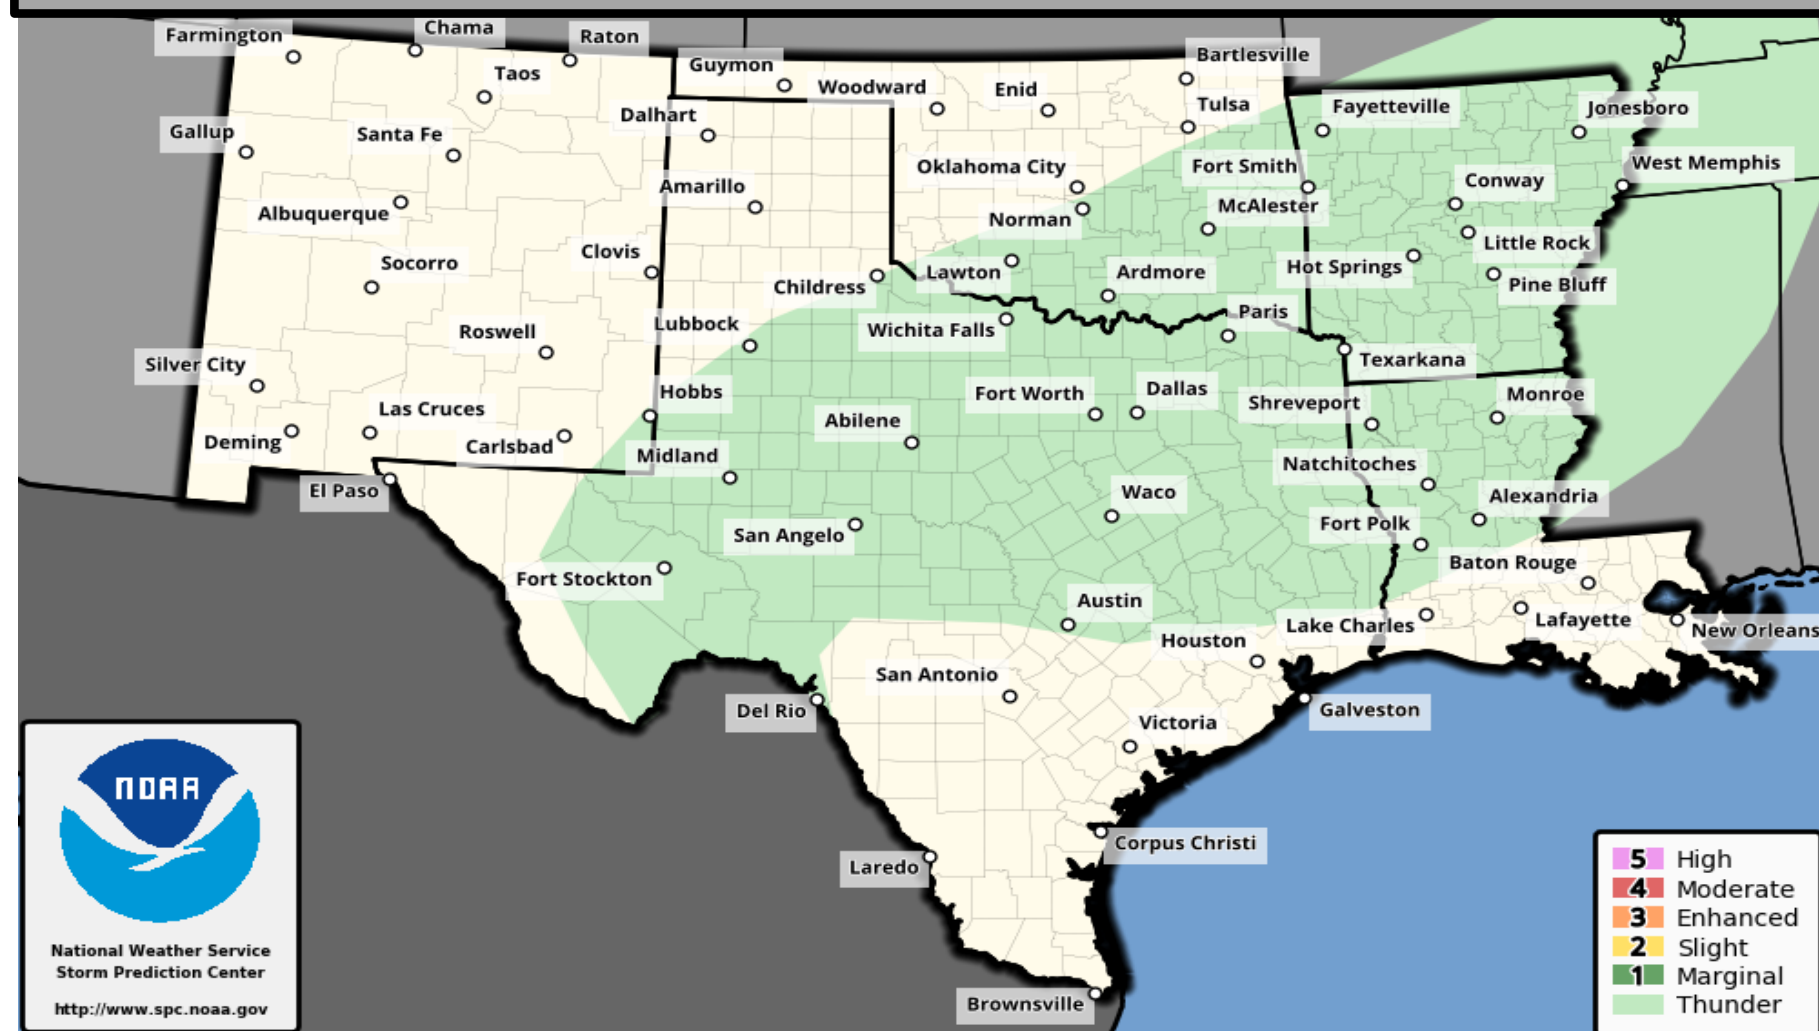 Farmington
Chama
Raton
Taos
Guymon
Woodward
Enid
Bartlesville
Tulsa
Fayetteville
Jonesboro
Gallup
Santa Fe
Dalhart
Oklahoma City
Fort Smith
Conway
West Memphis
Albuquerque
Amarillo
Norman
McAlester
Little Rock
Socorro
Clovis
Childress
Lawton
Ardmore
Hot Springs
Pine Bluff
Roswell
Lubbock
Wichita Falls
Paris
Texarkana
Silver City
Las Cruces
Hobbs
Fort Worth
Dallas
Shreveport
Monroe
Deming
Carlsbad
Midland
Abilene
Natchitoches
El Paso
San Angelo
Waco
Fort Polk
Alexandria
Fort Stockton
Austin
Baton Rouge
Houston
Lake Charles
Lafayette
New Orleans
San Antonio
Del Rio
Victoria
Galveston
Corpus Christi
Laredo
Brownsville
NOAA
National Weather Service
Storm Prediction Center
http://www.spc.noaa.gov
5 High
4 Moderate
3 Enhanced
2 Slight
1 Marginal
Thunder